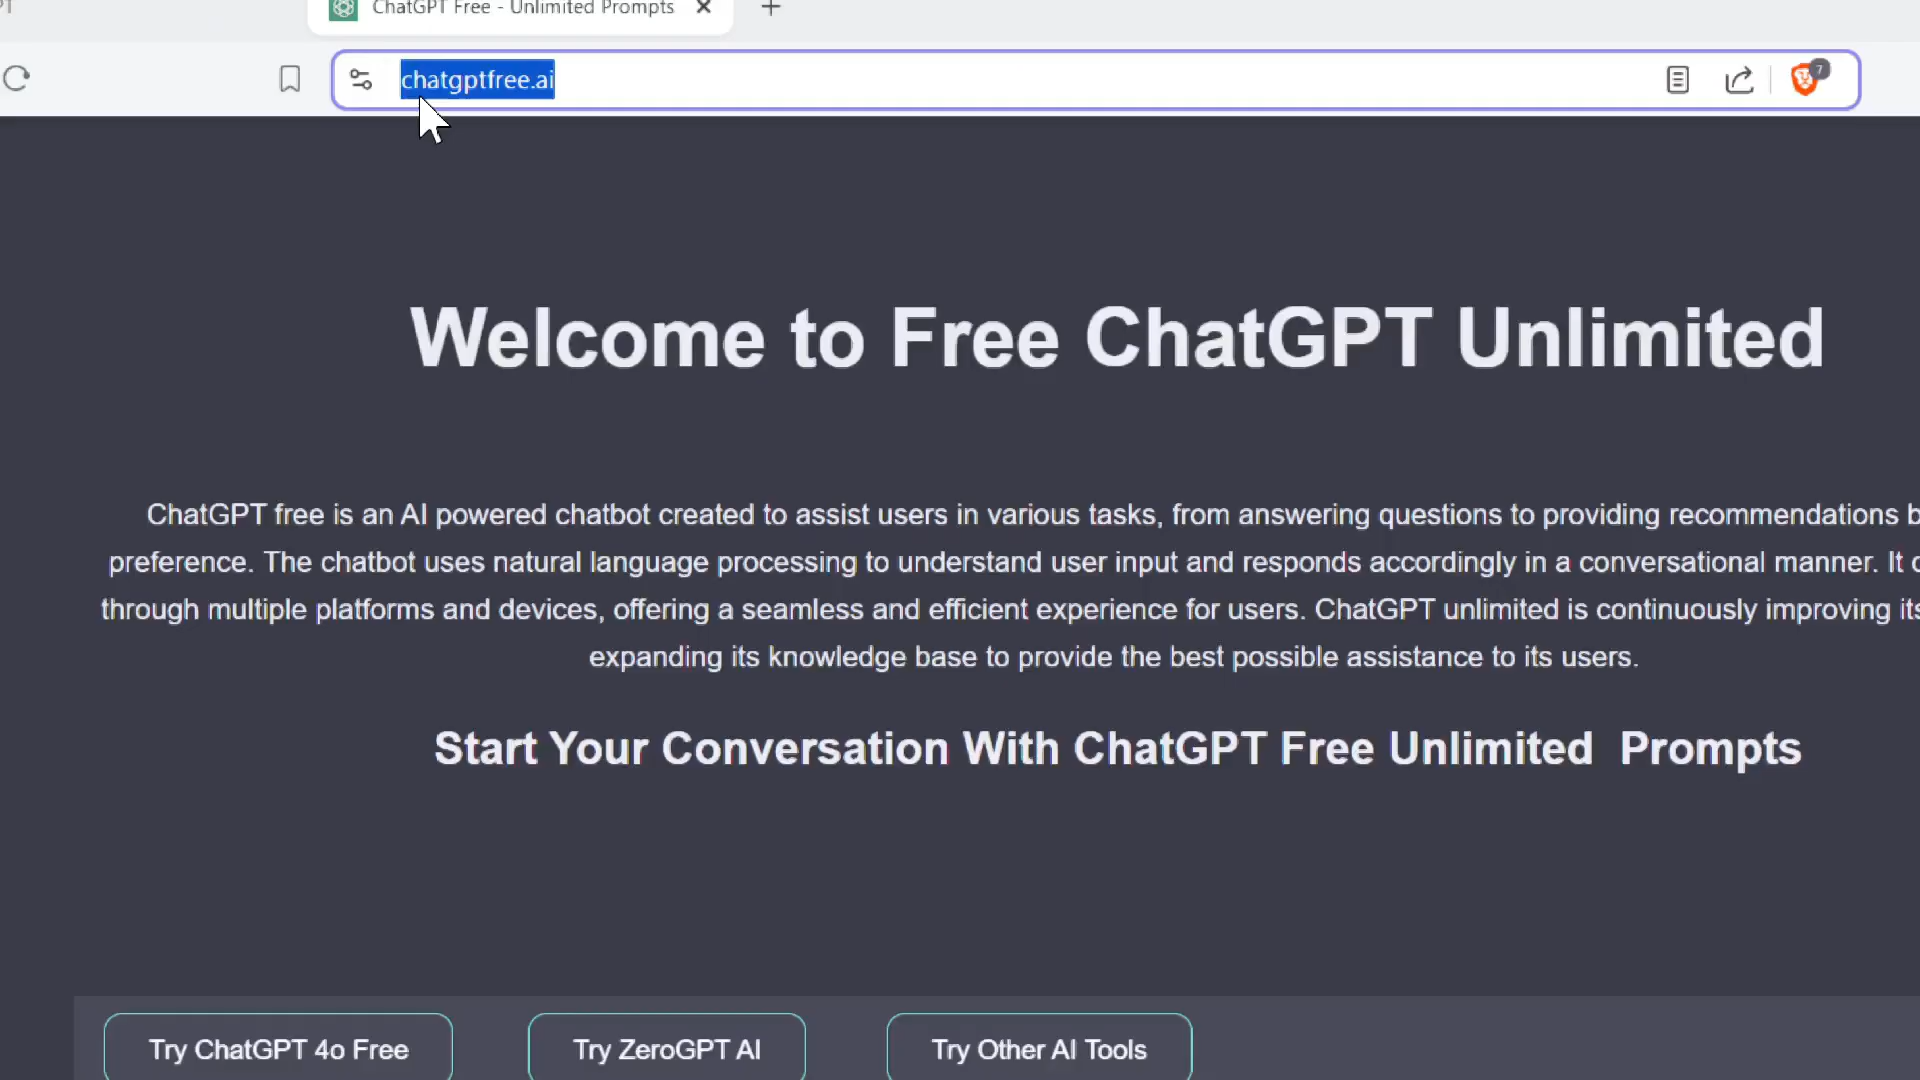 ChatGPT Free - Unlimited Prompts
chatgptfree.ai
7
Welcome to Free ChatGPT Unlimited
ChatGPT free is an AI powered chatbot created to assist users in various tasks, from answering questions to providing recommendations
preference. The chatbot uses natural language processing to understand user input and responds accordingly in a conversational manner. It
through multiple platforms and devices, offering a seamless and efficient experience for users. ChatGPT unlimited is continuously improving its
expanding its knowledge base to provide the best possible assistance to its users.
Start Your Conversation With ChatGPT Free Unlimited Prompts
Try ChatGPT 4o Free
Try ZeroGPT AI
Try Other AI Tools